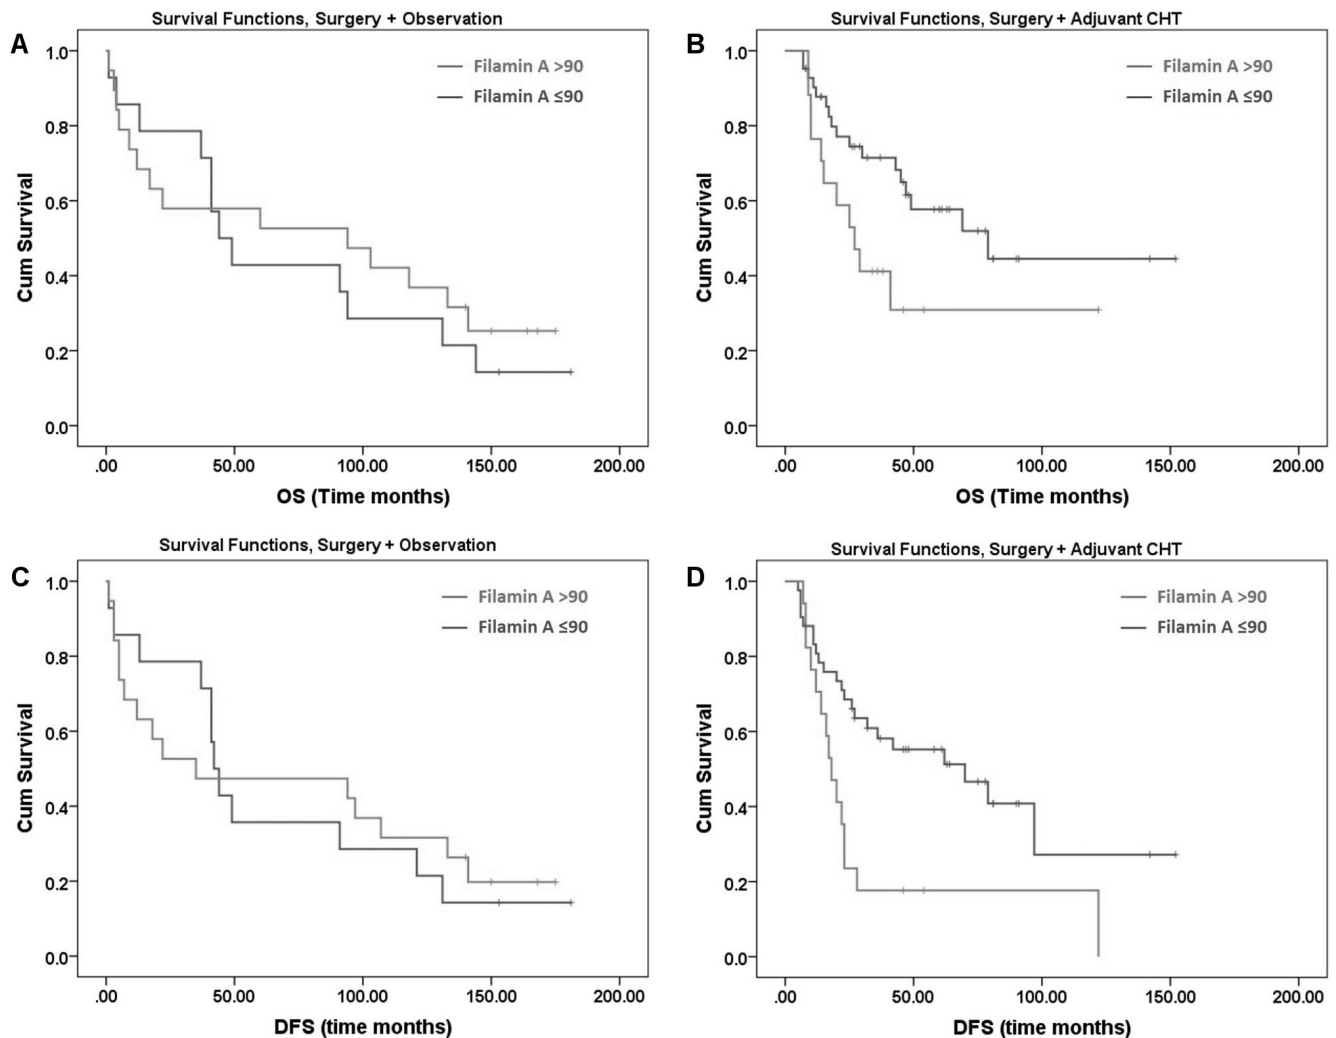 Survival Functions, Surgery + Observation
A
Filamin A >90
Filamin A ≤90
Cum Survival
1.0
0.8
0.6
0.4
0.2
0.0
.00 50.00 100.00 150.00 200.00
OS (Time months)
Survival Functions, Surgery + Adjuvant CHT
B
Filamin A >90
Filamin A ≤90
Cum Survival
1.0
0.8
0.6
0.4
0.2
0.0
.00 50.00 100.00 150.00 200.00
OS (Time months)
Survival Functions, Surgery + Observation
C
Filamin A >90
Filamin A ≤90
Cum Survival
1.0
0.8
0.6
0.4
0.2
0.0
.00 50.00 100.00 150.00 200.00
DFS (time months)
Survival Functions, Surgery + Adjuvant CHT
D
Filamin A >90
Filamin A ≤90
Cum Survival
1.0
0.8
0.6
0.4
0.2
0.0
.00 50.00 100.00 150.00 200.00
DFS (time months)